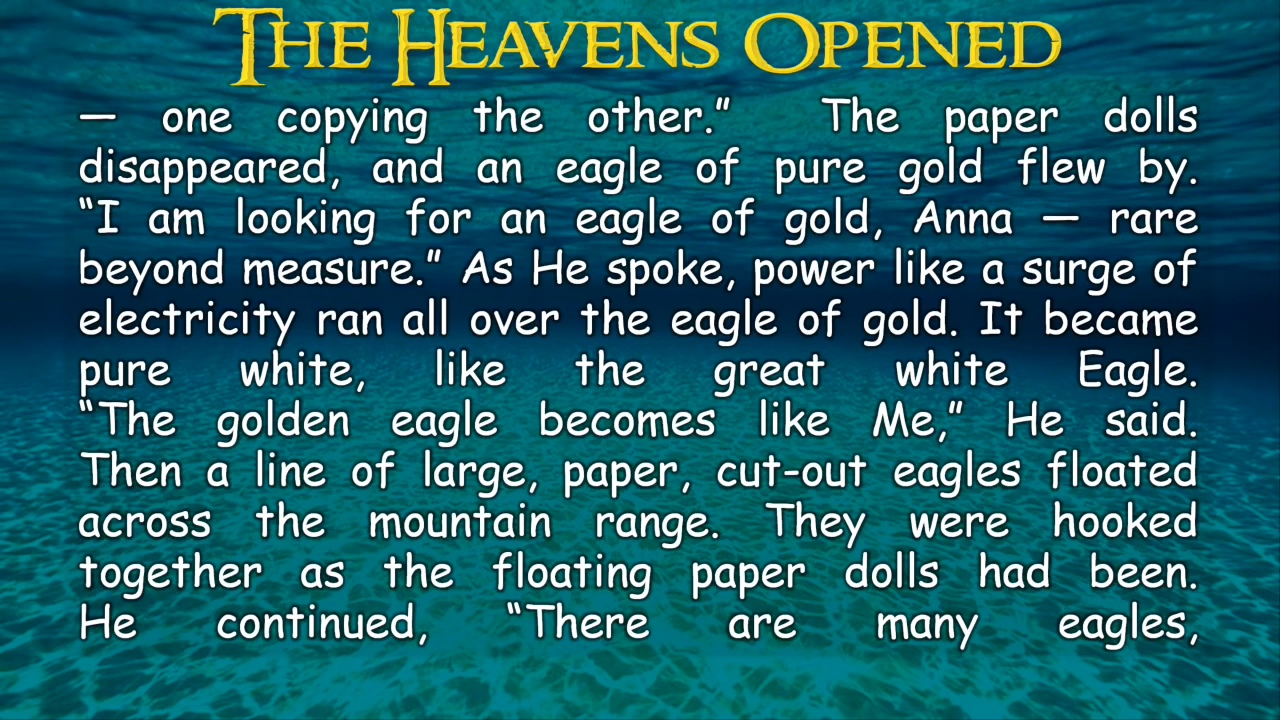 THE HEAVENS OPENED
— one copying the other.” The paper dolls
disappeared, and an eagle of pure gold flew by.
“I am looking for an eagle of gold, Anna — rare
beyond measure.” As He spoke, power like a surge of
electricity ran all over the eagle of gold. It became
pure white, like the great white Eagle.
“The golden eagle becomes like Me,” He said.
Then a line of large, paper, cut-out eagles floated
across the mountain range. They were hooked
together as the floating paper dolls had been.
He continued, “There are many eagles,